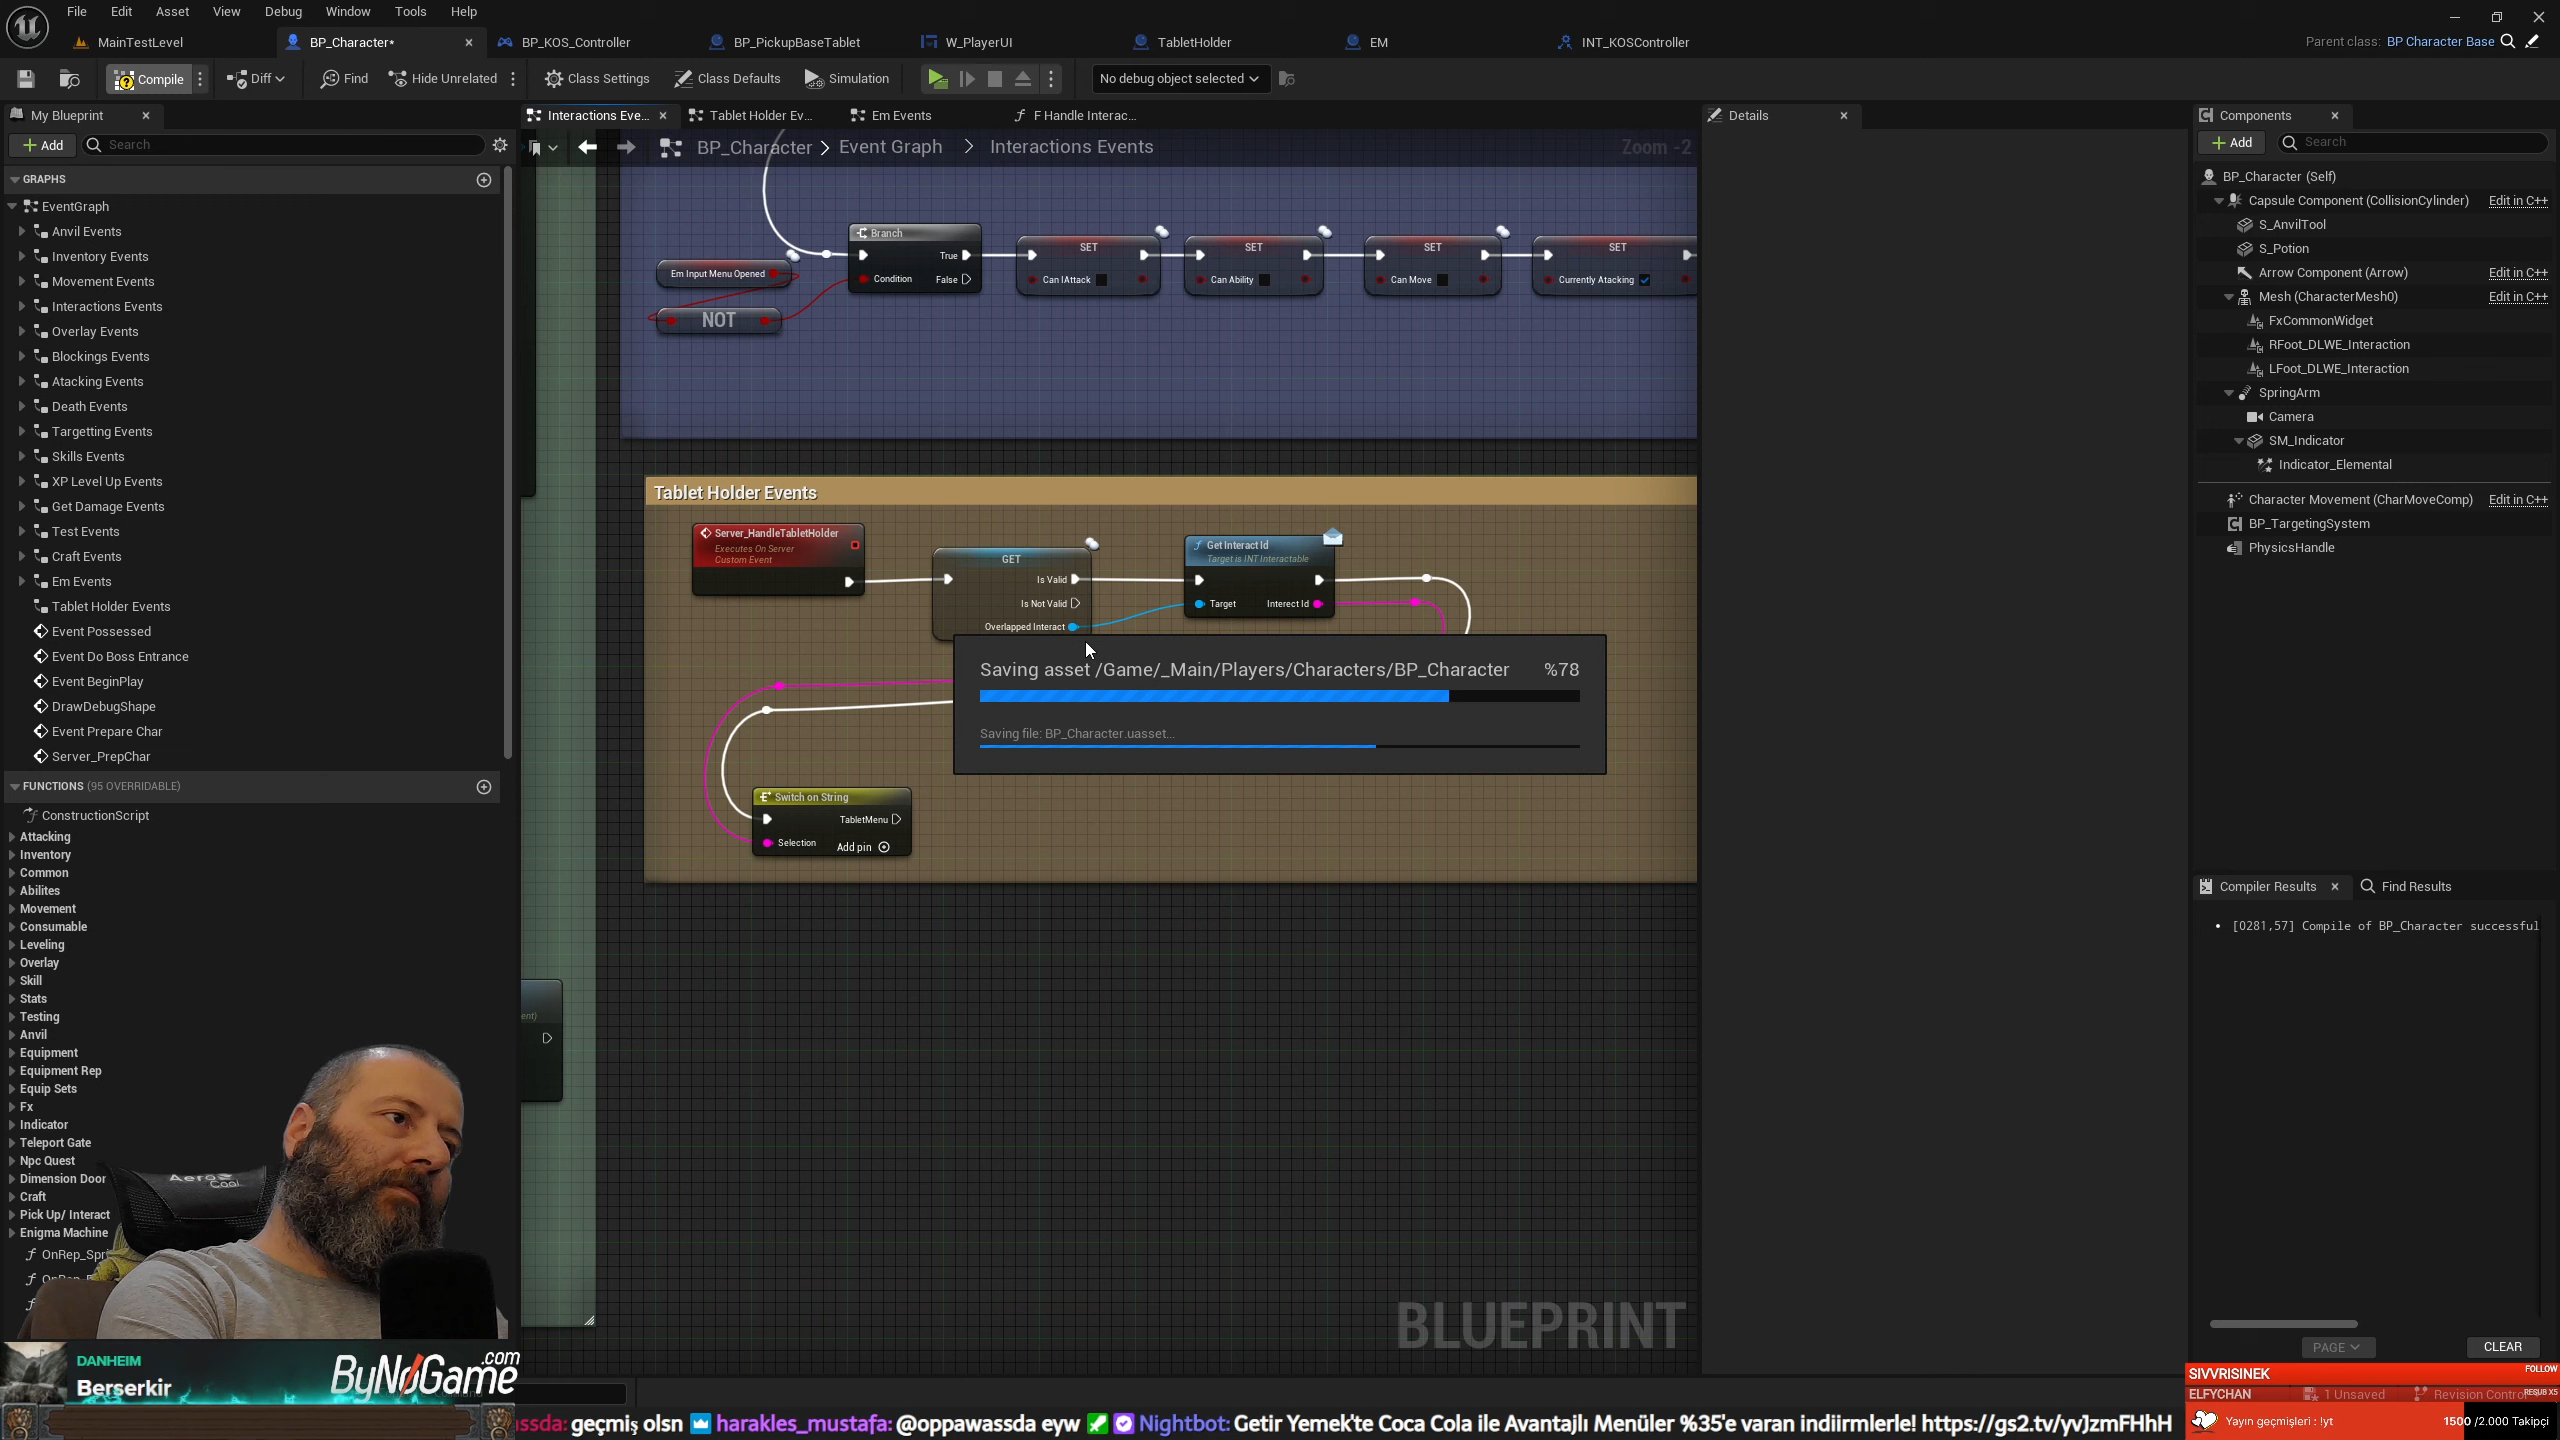 File Edit Asset View Debug Window Tools Help
MainTestLevel BP_Character* BP_KOS_Controller BP_PickupBaseTablet W_PlayerUI TabletHolder EM INT_KOSController
Parent class: BP Character Base
Compile Diff Find Hide Unrelated Class Settings Class Defaults Simulation No debug object selected
My Blueprint
Add Search
GRAPHS
EventGraph
Anvil Events
Inventory Events
Movement Events
Interactions Events
Overlay Events
Blockings Events
Atacking Events
Death Events
Targetting Events
Skills Events
XP Level Up Events
Get Damage Events
Test Events
Craft Events
Em Events
Tablet Holder Events
Event Possessed
Event Do Boss Entrance
Event BeginPlay
DrawDebugShape
Event Prepare Char
Server_PrepChar
FUNCTIONS (95 OVERRIDABLE)
ConstructionScript
Attacking
Inventory
Common
Abilites
Movement
Consumable
Leveling
Overlay
Skill
Stats
Testing
Anvil
Equipment
Equipment Rep
Equip Sets
Fx
Indicator
Teleport Gate
Npc Quest
Dimension Door
Craft
Pick Up/ Interact
Enigma Machine
OnRep_Spri
Interactions Eve... Tablet Holder Ev... Em Events F Handle Interac...
BP_Character > Event Graph > Interactions Events
Zoom -2
Em Input Menu Opened
NOT
Branch
True
Condition False
SET
Can IAttack
SET
Can Ability
SET
Can Move
SET
Currently Atacking
Tablet Holder Events
Server_HandleTabletHolder
Executes On Server
Custom Event
GET
Is Valid
Is Not Valid
Overlapped Interact
Get Interact Id
Target is INT Interactable
Target Interect Id
Saving asset /Game/_Main/Players/Characters/BP_Character %78
Saving file: BP_Character.uasset...
Switch on String
TabletMenu
Selection Add pin
ent)
BLUEPRINT
Details
Components
Add Search
BP_Character (Self)
Capsule Component (CollisionCylinder) Edit in C++
S_AnvilTool
S_Potion
Arrow Component (Arrow) Edit in C++
Mesh (CharacterMesh0) Edit in C++
FxCommonWidget
RFoot_DLWE_Interaction
LFoot_DLWE_Interaction
SpringArm
Camera
SM_Indicator
Indicator_Elemental
Character Movement (CharMoveComp) Edit in C++
BP_TargetingSystem
PhysicsHandle
Compiler Results Find Results
[0281,57] Compile of BP_Character successful
PAGE CLEAR
AeroCool
DANHEIM
Berserkir
ByNoGame.com
SIVVRISINEK FOLLOW
ELFYCHAN RESUB X5
1 Unsaved Revision Contro
Yayın geçmişleri : !yt 1500 /2.000 Takipçi
ssda: geçmiş olsn harakles_mustafa: @oppawassda eyw Nightbot: Getir Yemek'te Coca Cola ile Avantajlı Menüler %35'e varan indiirmlerle! https://gs2.tv/yvJzmFHhH